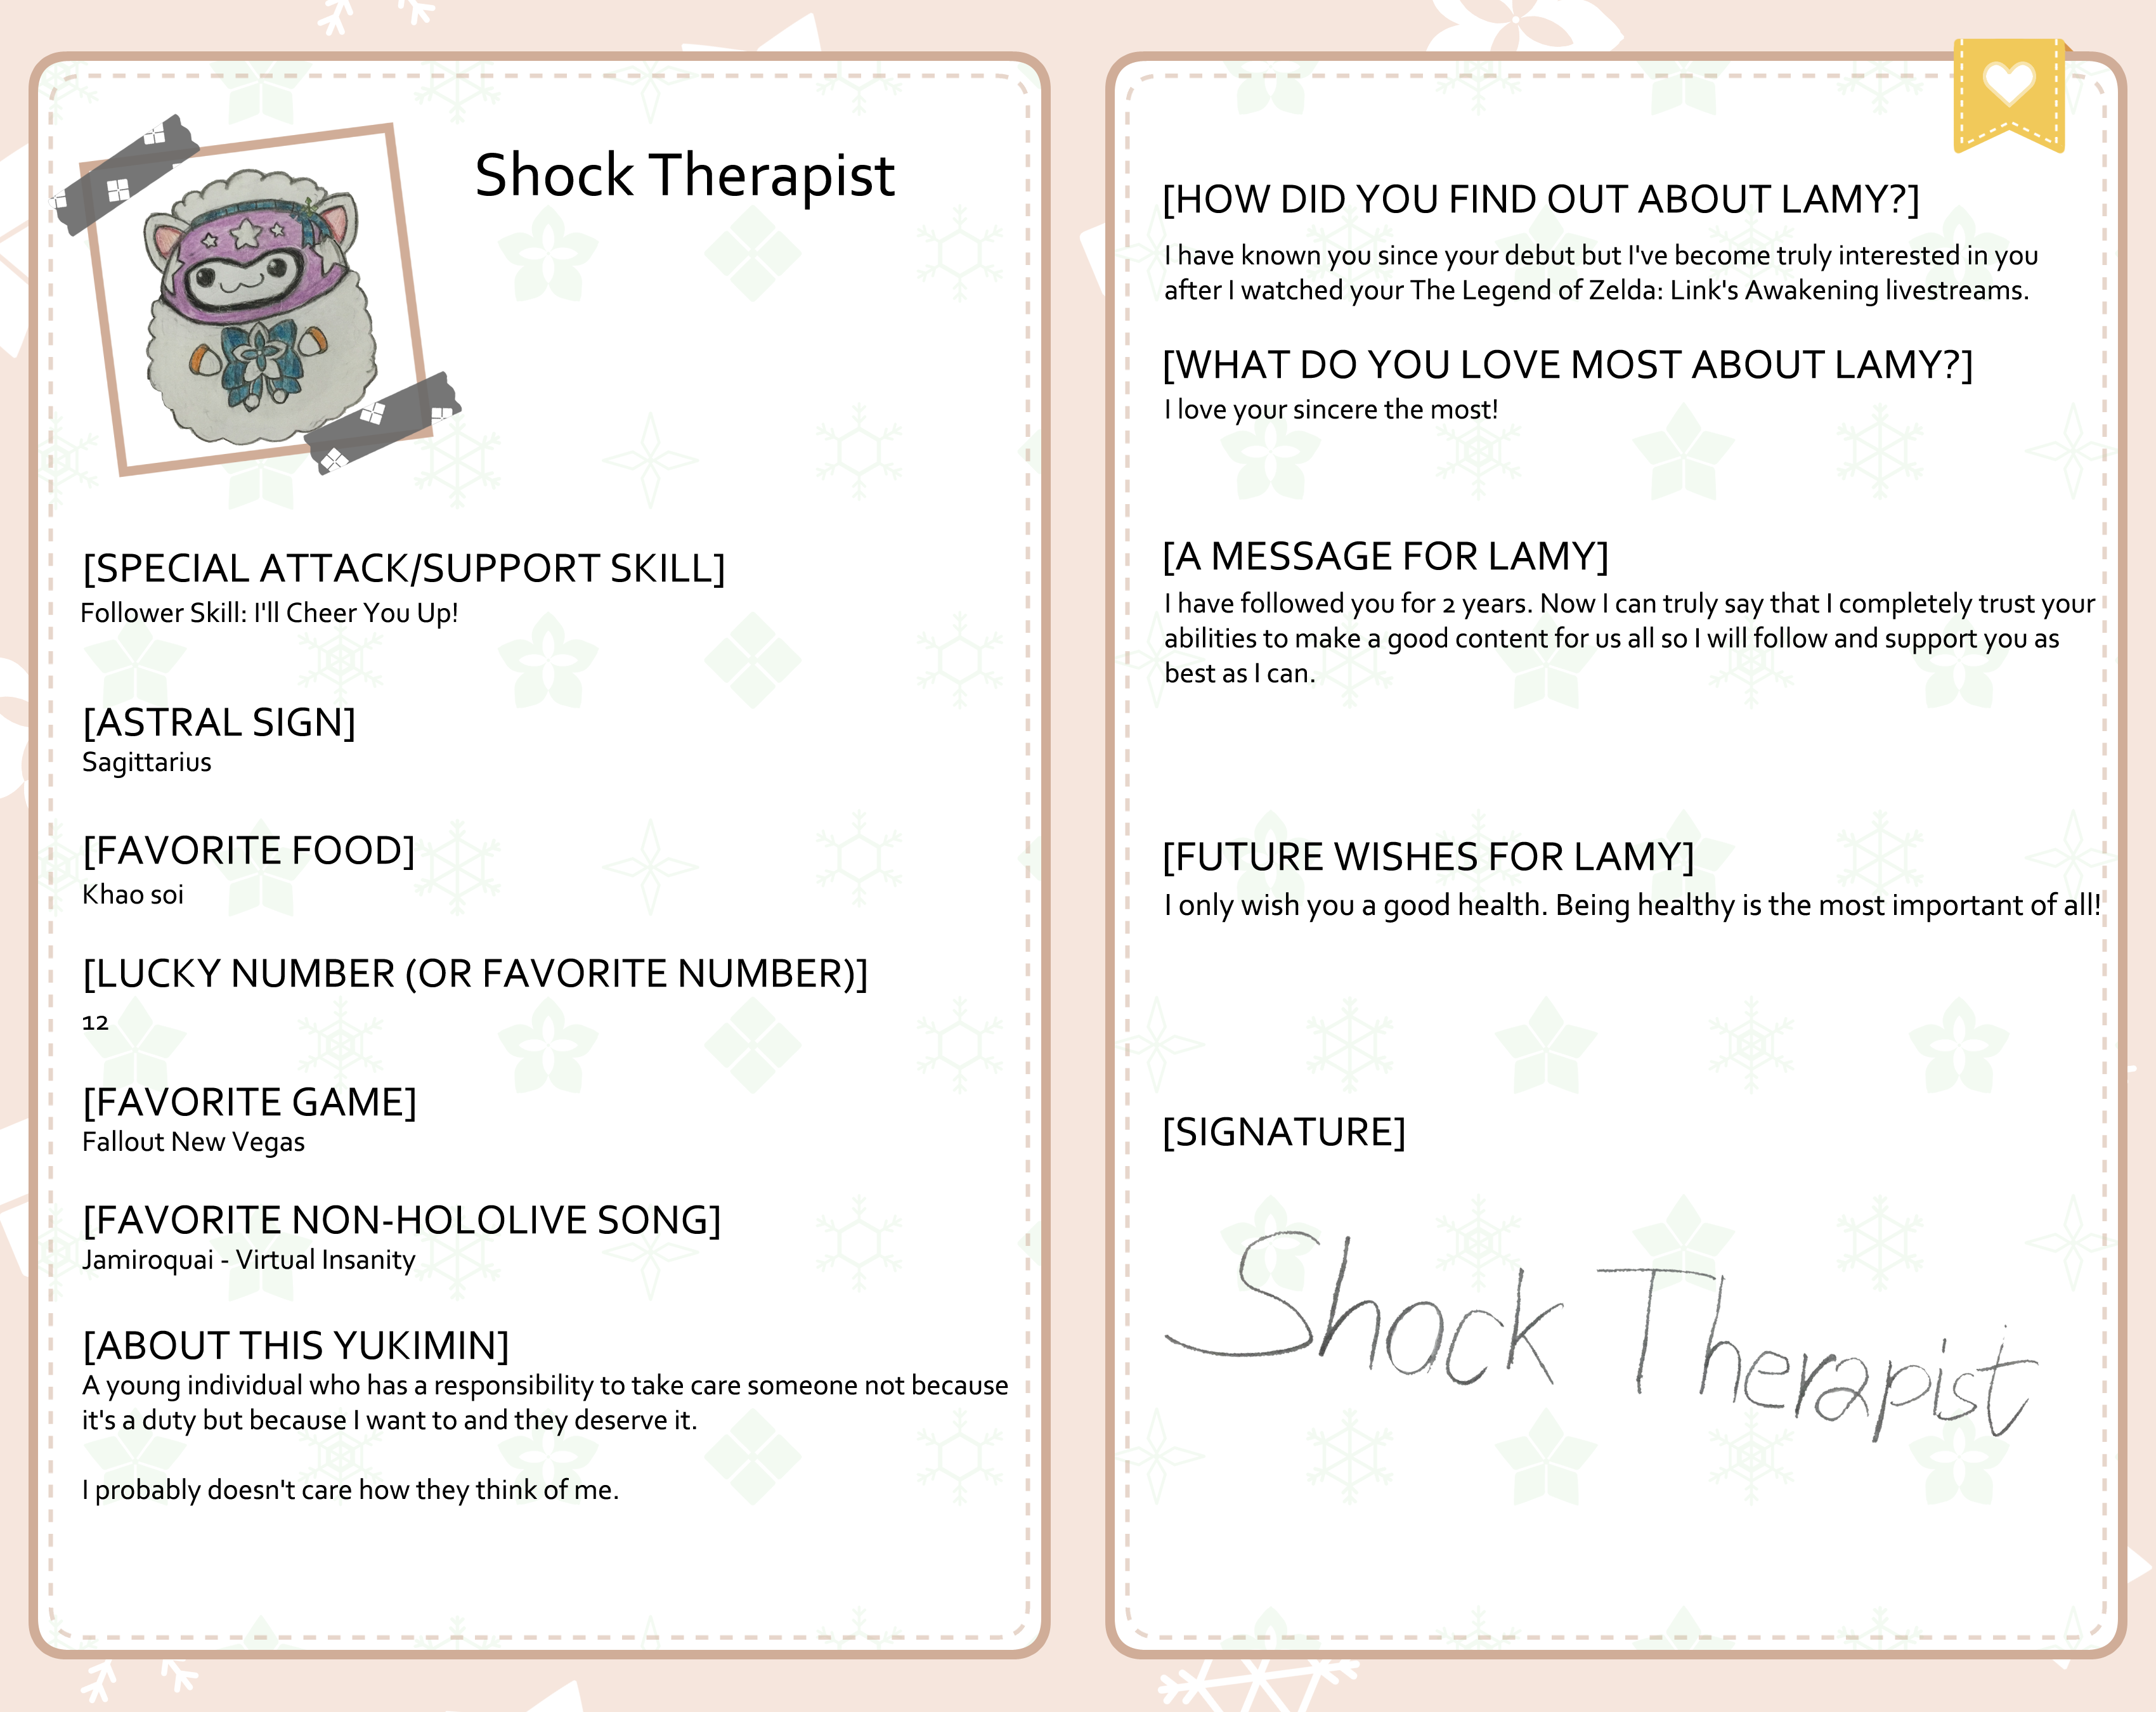 Shock Therapist
[SPECIAL ATTACK/SUPPORT SKILL]
Follower Skill: I'll Cheer You Up!
[ASTRAL SIGN]
Sagittarius
[FAVORITE FOOD]
Khao soi
[LUCKY NUMBER (OR FAVORITE NUMBER)]
12
[FAVORITE GAME]
Fallout New Vegas
[FAVORITE NON-HOLOLIVE SONG]
Jamiroquai - Virtual Insanity
[ABOUT THIS YUKIMIN]
A young individual who has a responsibility to take care someone not because
it's a duty but because I want to and they deserve it.
I probably doesn't care how they think of me.
[HOW DID YOU FIND OUT ABOUT LAMY?]
I have known you since your debut but I've become truly interested in you
after I watched your The Legend of Zelda: Link's Awakening livestreams.
[WHAT DO YOU LOVE MOST ABOUT LAMY?]
I love your sincere the most!
[A MESSAGE FOR LAMY]
I have followed you for 2 years. Now I can truly say that I completely trust your
abilities to make a good content for us all so I will follow and support you as
best as I can.
[FUTURE WISHES FOR LAMY]
I only wish you a good health. Being healthy is the most important of all!
[SIGNATURE]
Shock Therapist